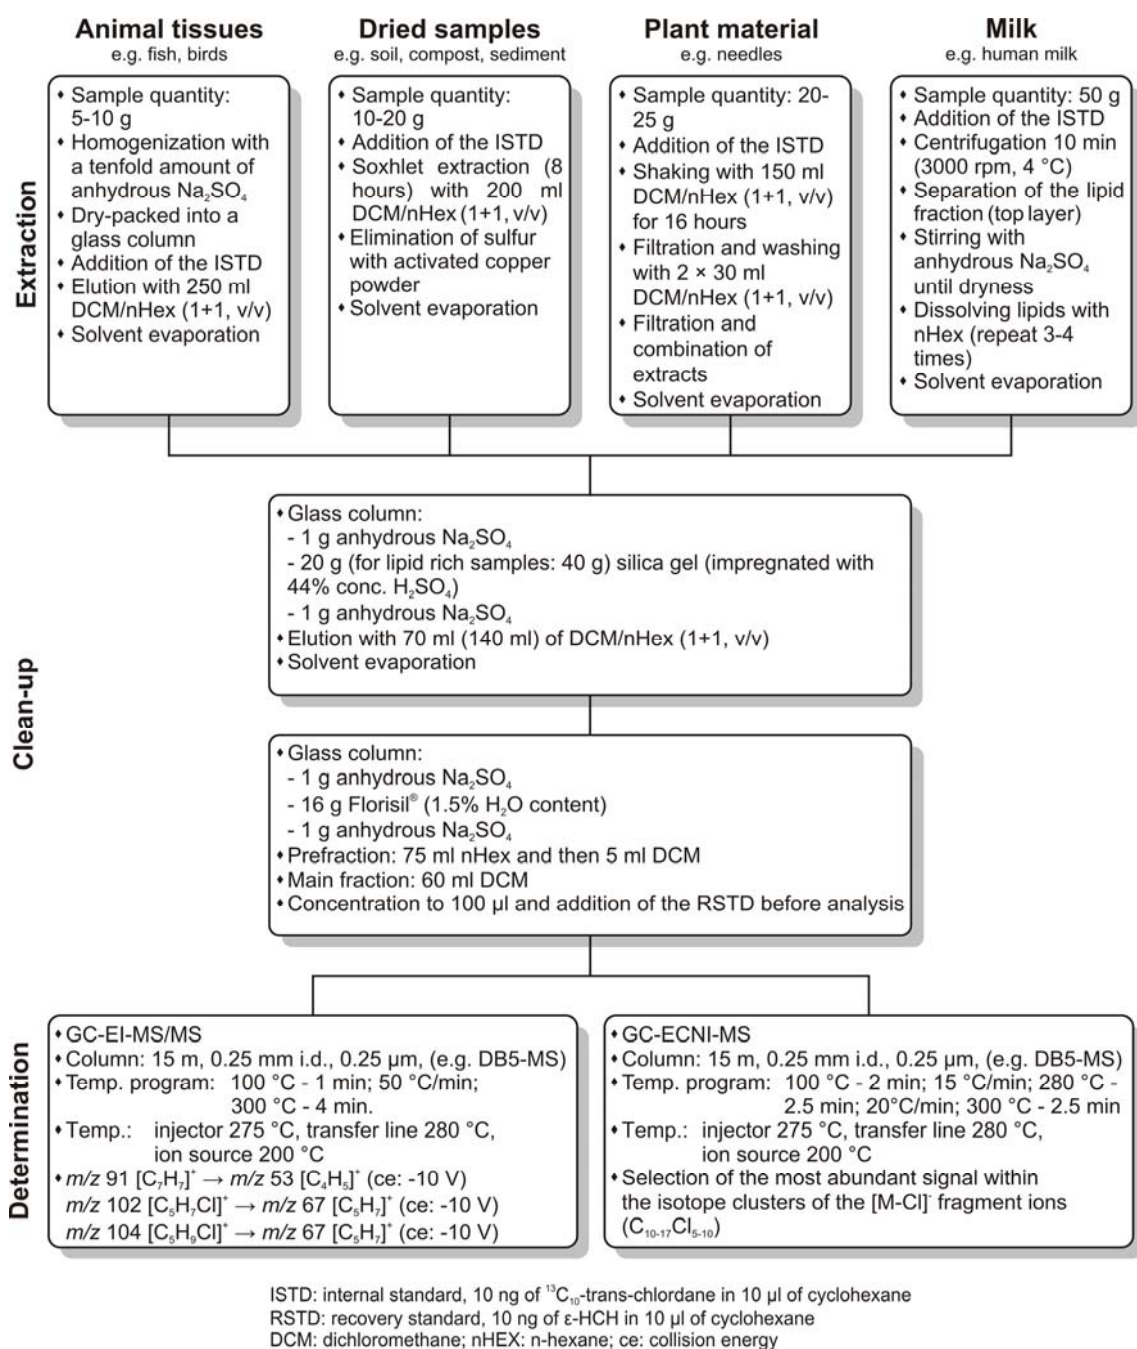 Animal tissues
e.g. fish, birds
Dried samples
e.g. soil, compost, sediment
Plant material
e.g. needles
Milk
e.g. human milk
Extraction
♦ Sample quantity:
5-10 g
♦ Homogenization with
a tenfold amount of
anhydrous Na₂SO₄
♦ Dry-packed into a
glass column
♦ Addition of the ISTD
♦ Elution with 250 ml
DCM/nHex (1+1, v/v)
♦ Solvent evaporation
♦ Sample quantity:
10-20 g
♦ Addition of the ISTD
♦ Soxhlet extraction (8
hours) with 200 ml
DCM/nHex (1+1, v/v)
♦ Elimination of sulfur
with activated copper
powder
♦ Solvent evaporation
♦ Sample quantity: 20-
25 g
♦ Addition of the ISTD
♦ Shaking with 150 ml
DCM/nHex (1+1, v/v)
for 16 hours
♦ Filtration and washing
with 2 × 30 ml
DCM/nHex (1+1, v/v)
♦ Filtration and
combination of
extracts
♦ Solvent evaporation
♦ Sample quantity: 50 g
♦ Addition of the ISTD
♦ Centrifugation 10 min
(3000 rpm, 4 °C)
♦ Separation of the lipid
fraction (top layer)
♦ Stirring with
anhydrous Na₂SO₄
until dryness
♦ Dissolving lipids with
nHex (repeat 3-4
times)
♦ Solvent evaporation
Clean-up
♦ Glass column:
- 1 g anhydrous Na₂SO₄
- 20 g (for lipid rich samples: 40 g) silica gel (impregnated with
44% conc. H₂SO₄)
- 1 g anhydrous Na₂SO₄
♦ Elution with 70 ml (140 ml) of DCM/nHex (1+1, v/v)
♦ Solvent evaporation
♦ Glass column:
- 1 g anhydrous Na₂SO₄
- 16 g Florisil® (1.5% H₂O content)
- 1 g anhydrous Na₂SO₄
♦ Prefraction: 75 ml nHex and then 5 ml DCM
♦ Main fraction: 60 ml DCM
♦ Concentration to 100 µl and addition of the RSTD before analysis
Determination
♦ GC-EI-MS/MS
♦ Column: 15 m, 0.25 mm i.d., 0.25 µm, (e.g. DB5-MS)
♦ Temp. program: 100 °C - 1 min; 50 °C/min;
300 °C - 4 min.
♦ Temp.: injector 275 °C, transfer line 280 °C,
ion source 200 °C
♦ m/z 91 [C₇H₇]⁺ → m/z 53 [C₄H₅]⁺ (ce: -10 V)
m/z 102 [C₅H₇Cl]⁺ → m/z 67 [C₅H₇]⁺ (ce: -10 V)
m/z 104 [C₅H₉Cl]⁺ → m/z 67 [C₅H₇]⁺ (ce: -10 V)
♦ GC-ECNI-MS
♦ Column: 15 m, 0.25 mm i.d., 0.25 µm, (e.g. DB5-MS)
♦ Temp. program: 100 °C - 2 min; 15 °C/min; 280 °C -
2.5 min; 20°C/min; 300 °C - 2.5 min
♦ Temp.: injector 275 °C, transfer line 280 °C,
ion source 200 °C
♦ Selection of the most abundant signal within
the isotope clusters of the [M-Cl]⁻ fragment ions
(C₁₀₋₁₇Cl₅₋₁₀)
ISTD: internal standard, 10 ng of ¹³C₁₀-trans-chlordane in 10 µl of cyclohexane
RSTD: recovery standard, 10 ng of ε-HCH in 10 µl of cyclohexane
DCM: dichloromethane; nHEX: n-hexane; ce: collision energy